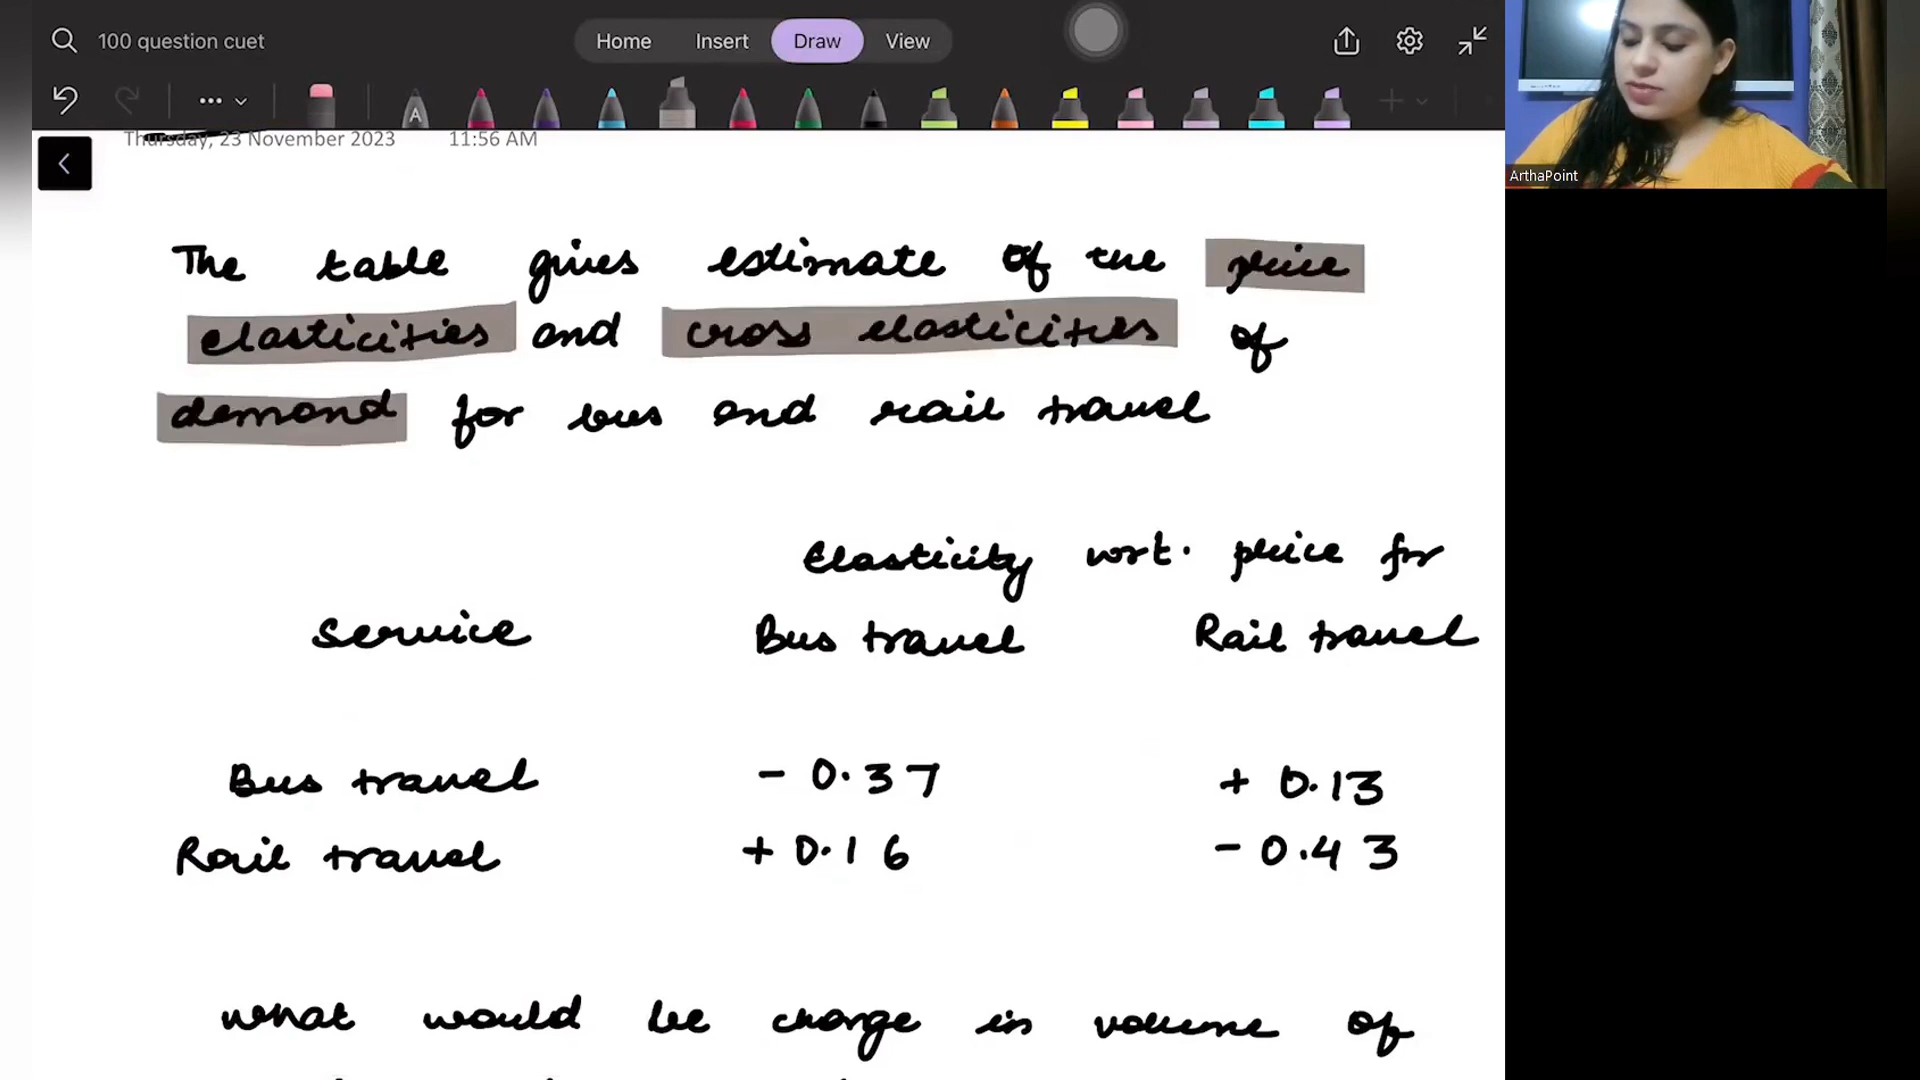 100 question cuet
Home Insert Draw View
A
Thursday, 23 November 2023 11:56 AM
ArthaPoint
The table gives estimate of the price
elasticities and cross elasticities of
demand for bus and rail travel
Elasticity wrt. price for
Service Bus travel Rail travel
Bus travel - 0.37 + 0.13
Rail travel + 0.16 - 0.43
what would be change in volume of